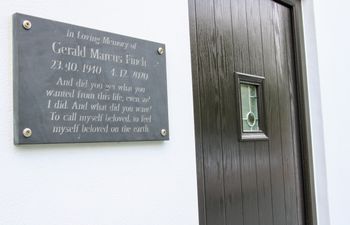 In Loving Memory of
Gerald Marcus Finch
23. 10. 1940 - 4. 12. 2020
And did you get what you
wanted from this life, even so?
I did. And what did you want?
To call myself beloved, to feel
myself beloved on the earth.